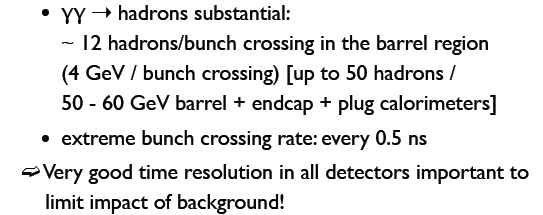 • γγ → hadrons substantial:
~ 12 hadrons/bunch crossing in the barrel region
(4 GeV / bunch crossing) [up to 50 hadrons /
50 - 60 GeV barrel + endcap + plug calorimeters]
• extreme bunch crossing rate: every 0.5 ns
➫ Very good time resolution in all detectors important to
limit impact of background!